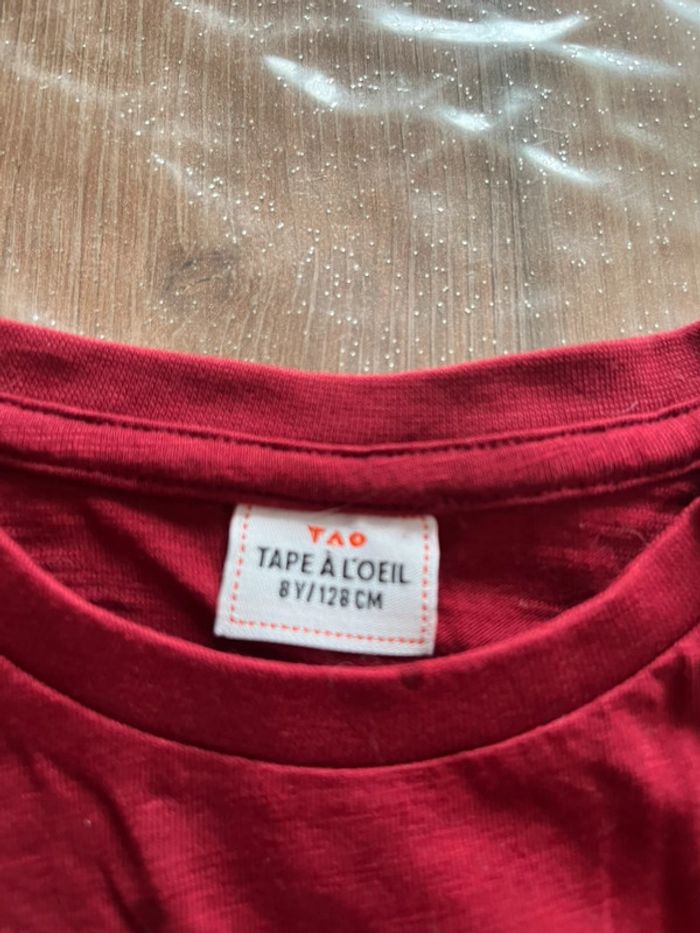 TAO
TAPE À L'OEIL
8Y/128CM